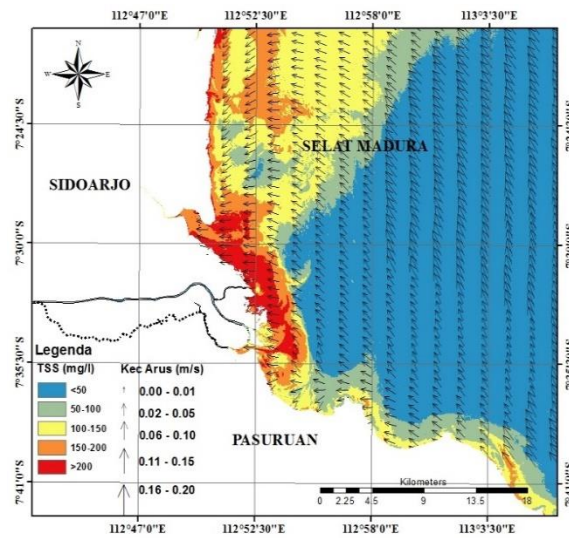 112°47'0"E 112°52'30"E 112°58'0"E 113°3'30"E
N
W E
S
7°24'30"S
SELAT MADURA
SIDOARJO
7°30'0"S
Legenda
TSS (mg/l)
<50
50-100
100-150
150-200
>200
Kec Arus (m/s)
0.00 - 0.01
0.02 - 0.05
0.06 - 0.10
0.11 - 0.15
0.16 - 0.20
7°35'30"S
PASURUAN
7°41'0"S
Kilometers
0 2.25 4.5 9 13.5 18
112°47'0"E 112°52'30"E 112°58'0"E 113°3'30"E